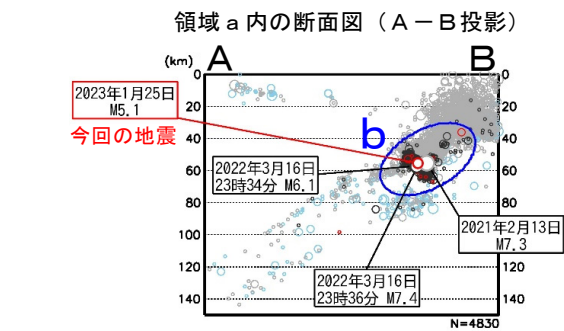 領域a内の断面図(A-B投影)
(km) A B
0 0
20 20
40 40
60 60
80 80
100 100
120 120
140 140
2023年1月25日
M5.1
今回の地震
b
2022年3月16日
23時34分 M6.1
2021年2月13日
M7.3
2022年3月16日
23時36分 M7.4
N=4830